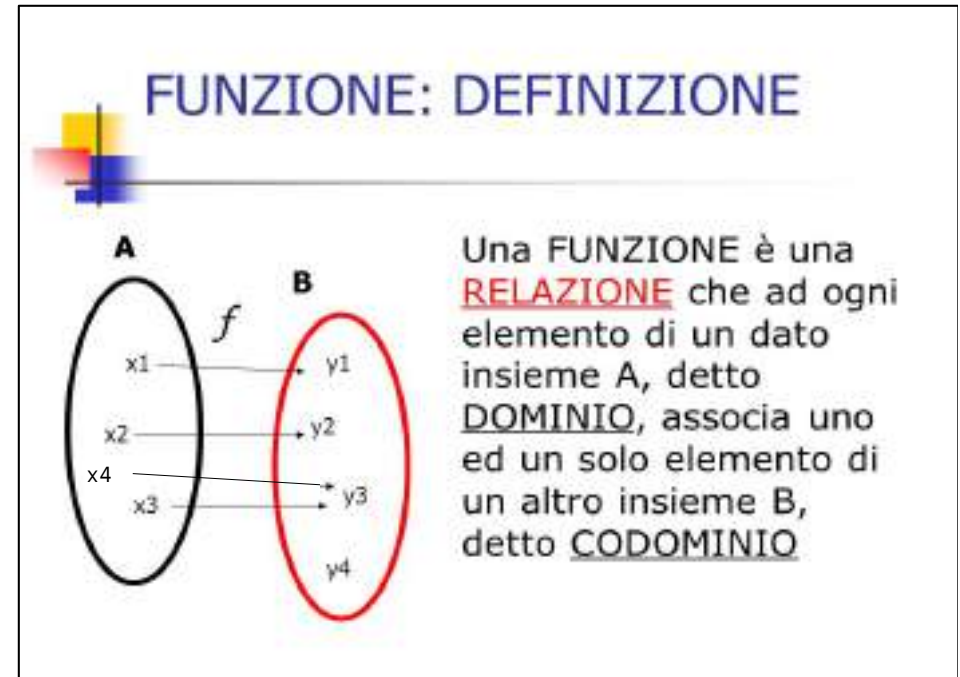 FUNZIONE: DEFINIZIONE
A
B
f
x1
y1
x2
y2
x4
y3
x3
y4
Una FUNZIONE è una
RELAZIONE che ad ogni
elemento di un dato
insieme A, detto
DOMINIO, associa uno
ed un solo elemento di
un altro insieme B,
detto CODOMINIO